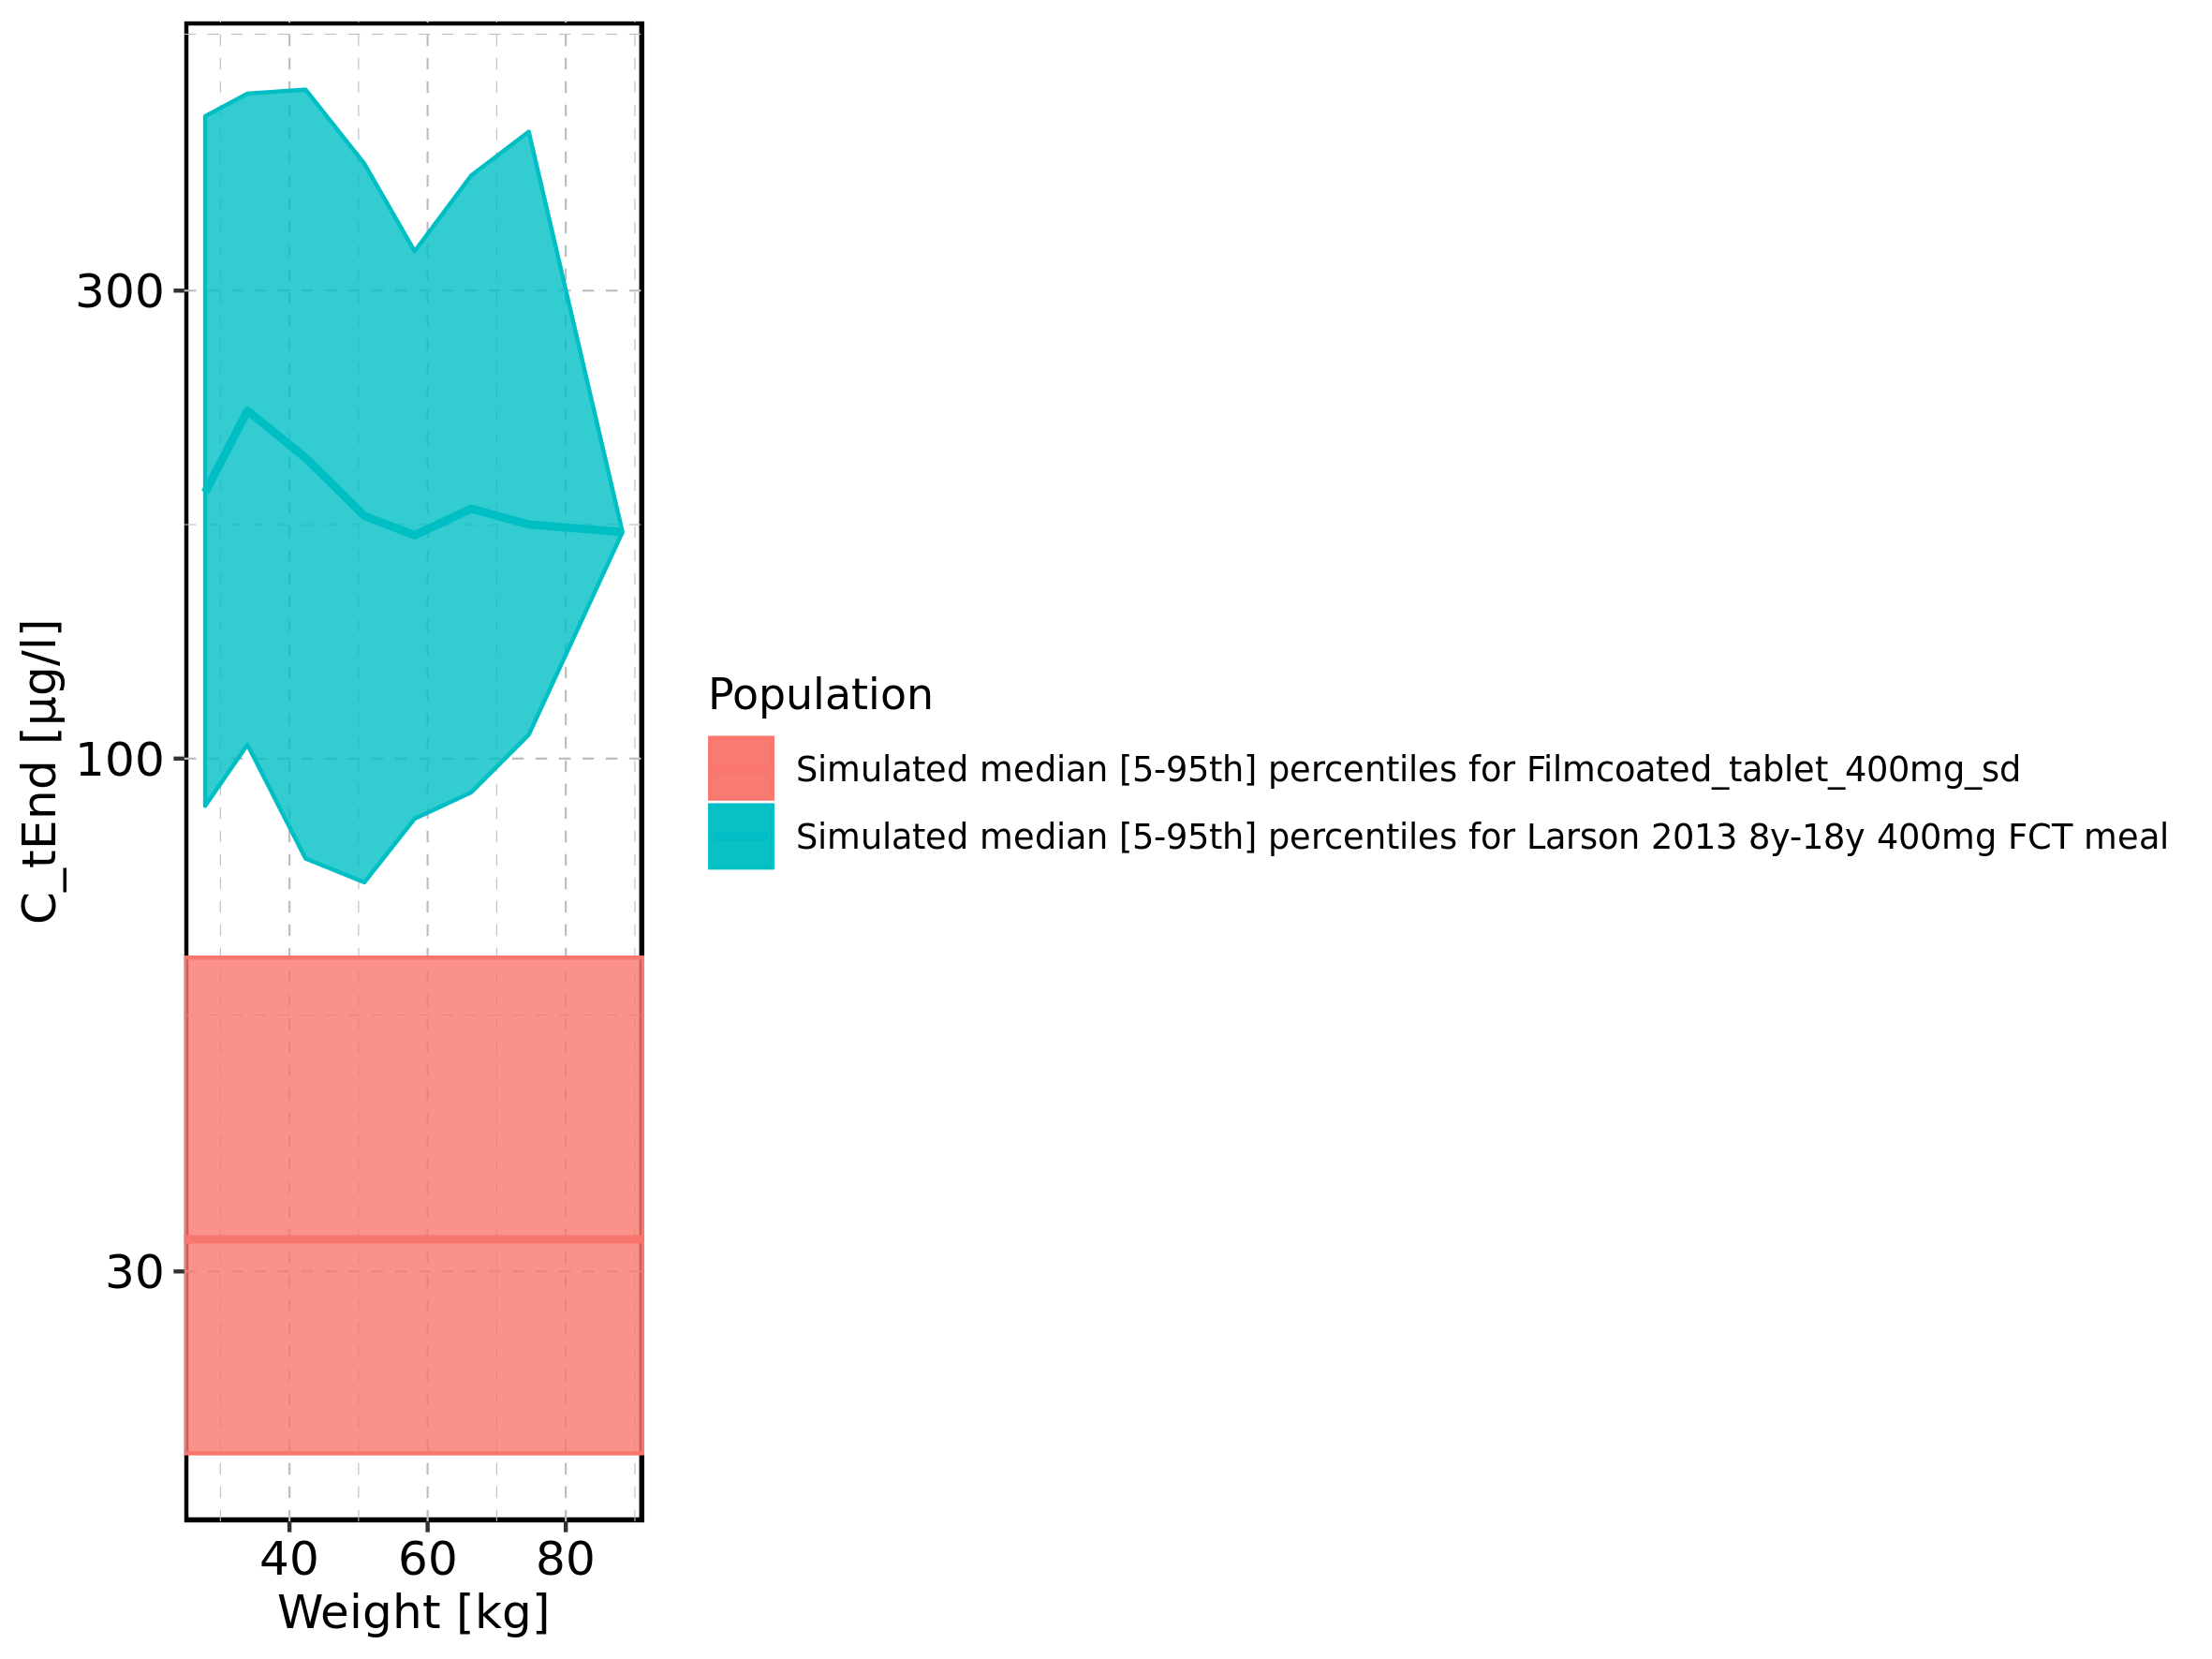 300
100
30
C_tEnd [µg/l]
40 60 80
Weight [kg]
Population
Simulated median [5-95th] percentiles for Filmcoated_tablet_400mg_sd
Simulated median [5-95th] percentiles for Larson 2013 8y-18y 400mg FCT meal